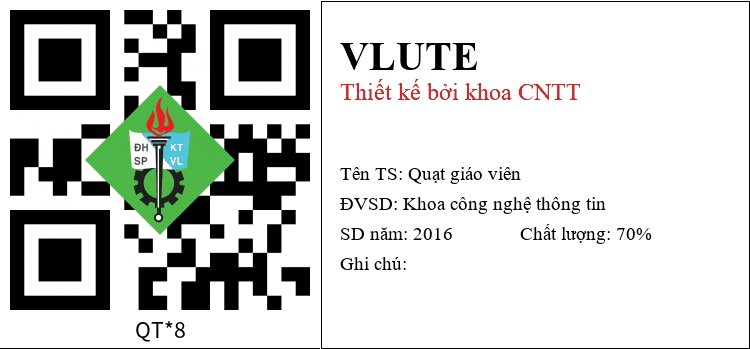 ĐH KT
SP VL
QT*8
VLUTE
Thiết kế bởi khoa CNTT
Tên TS: Quạt giáo viên
ĐVSD: Khoa công nghệ thông tin
SD năm: 2016 Chất lượng: 70%
Ghi chú: